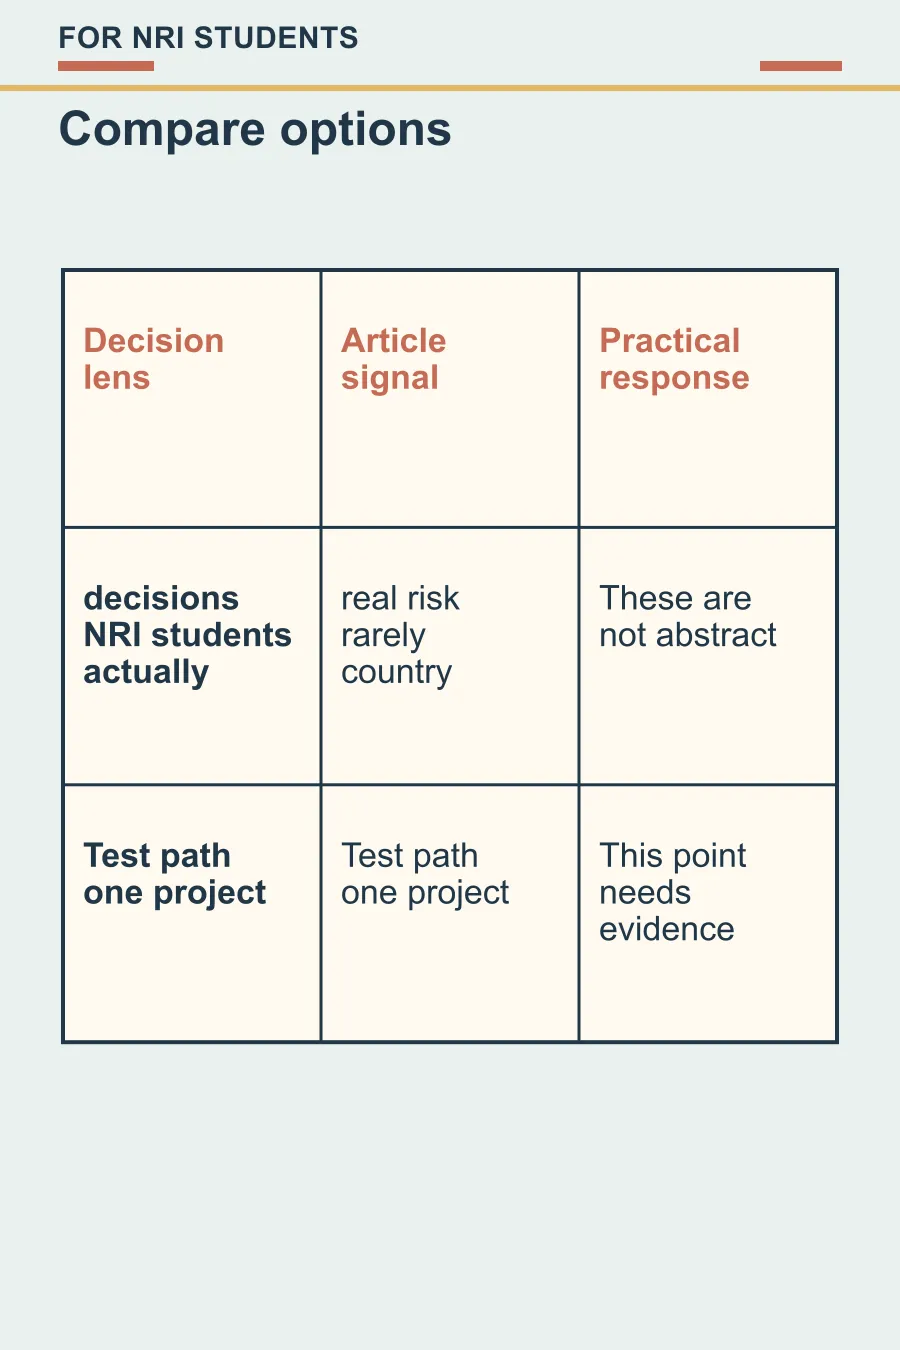 FOR NRI STUDENTS
Compare options
Decision
lens
Article
signal
Practical
response
decisions
NRI students
actually
real risk
rarely
country
These are
not abstract
Test path
one project
Test path
one project
This point
needs
evidence